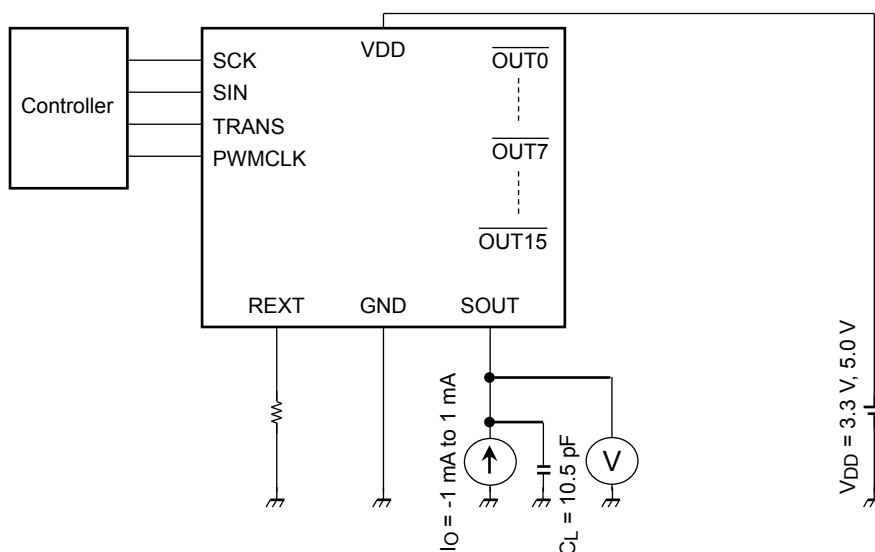 Controller
SCK
SIN
TRANS
PWMCLK
VDD
OUT0
OUT7
OUT15
REXT
GND
SOUT
IO = -1 mA to 1 mA
CL = 10.5 pF
V
VDD = 3.3 V, 5.0 V